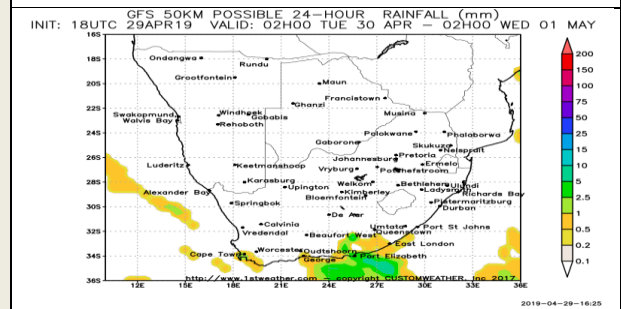 GFS 50KM POSSIBLE 24-HOUR RAINFALL (mm)
INIT: 18UTC 29APR19 VALID: 02H00 TUE 30 APR – 02H00 WED 01 MAY
16S
18S
20S
22S
24S
26S
28S
30S
32S
34S
36S
Ondangwa
Rundu
Grootfontein
Maun
Francistown
Ghanzi
Musina
Swakopmund
Windhoek
Gobabis
Walvis Bay
Rehoboth
Polokwane
Phalaborwa
Gaborone
Skukuza
Nelspruit
Pretoria
Johannesburg
Luderitz
Keetmanshoop
Vryburg
Potchefstroom
Ermelo
Karasburg
Upington
Welkom
Kimberley
Bethlehem
Ulundi
Ladysmith
Richards Bay
Alexander Bay
Springbok
Bloemfontein
Pietermaritzburg
Durban
De Aar
Calvinia
Vredendal
Beaufort West
Umtata
Queenstown
Port St Johns
East London
Cape Town
Worcester
Oudtshoorn
George
Port Elizabeth
http://www.1stweather.com – copyright CUSTOMWEATHER, Inc 2017
12E
15E
18E
21E
24E
27E
30E
33E
36E
200
150
100
75
50
25
15
10
5
2.5
1
0.5
0.2
0.1
2019-04-29-16:25